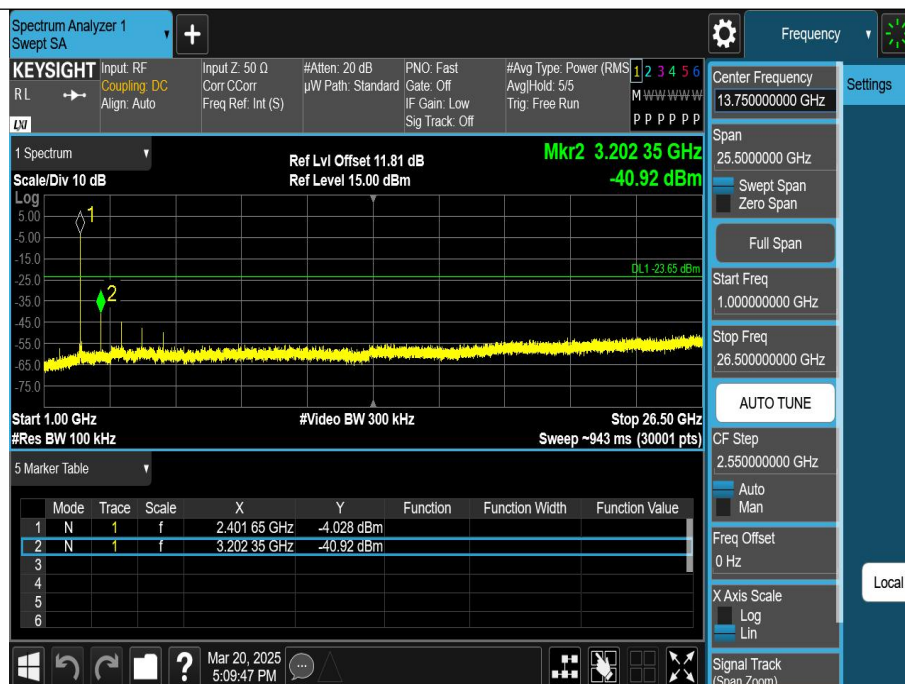 Spectrum Analyzer 1
Swept SA
+
Frequency
KEYSIGHT
RL
LXI
Input: RF
Coupling: DC
Align: Auto
Input Z: 50 Ω
Corr CCorr
Freq Ref: Int (S)
#Atten: 20 dB
µW Path: Standard
PNO: Fast
Gate: Off
IF Gain: Low
Sig Track: Off
#Avg Type: Power (RMS
Avg|Hold: 5/5
Trig: Free Run
1 2 3 4 5 6
M W W W W W
P P P P P P
1 Spectrum
Scale/Div 10 dB
Ref Lvl Offset 11.81 dB
Ref Level 15.00 dBm
Mkr2 3.202 35 GHz
-40.92 dBm
Log
5.00
-5.00
-15.0
-25.0
-35.0
-45.0
-55.0
-65.0
-75.0
1
2
DL1 -23.65 dBm
Start 1.00 GHz
#Video BW 300 kHz
Stop 26.50 GHz
#Res BW 100 kHz
Sweep ~943 ms (30001 pts)
5 Marker Table
Mode Trace Scale X Y Function Function Width Function Value
1 N 1 f 2.401 65 GHz -4.028 dBm
2 N 1 f 3.202 35 GHz -40.92 dBm
3
4
5
6
?
Mar 20, 2025
5:09:47 PM
Center Frequency
13.750000000 GHz
Settings
Span
25.5000000 GHz
Swept Span
Zero Span
Full Span
Start Freq
1.000000000 GHz
Stop Freq
26.500000000 GHz
AUTO TUNE
CF Step
2.550000000 GHz
Auto
Man
Freq Offset
0 Hz
Local
X Axis Scale
Log
Lin
Signal Track
(Span Zoom)